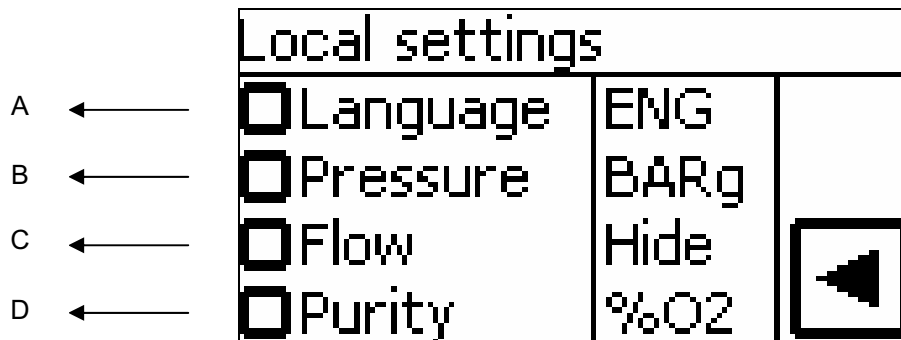 Local settings
A Language ENG
B Pressure BARg
C Flow Hide
D Purity %O2